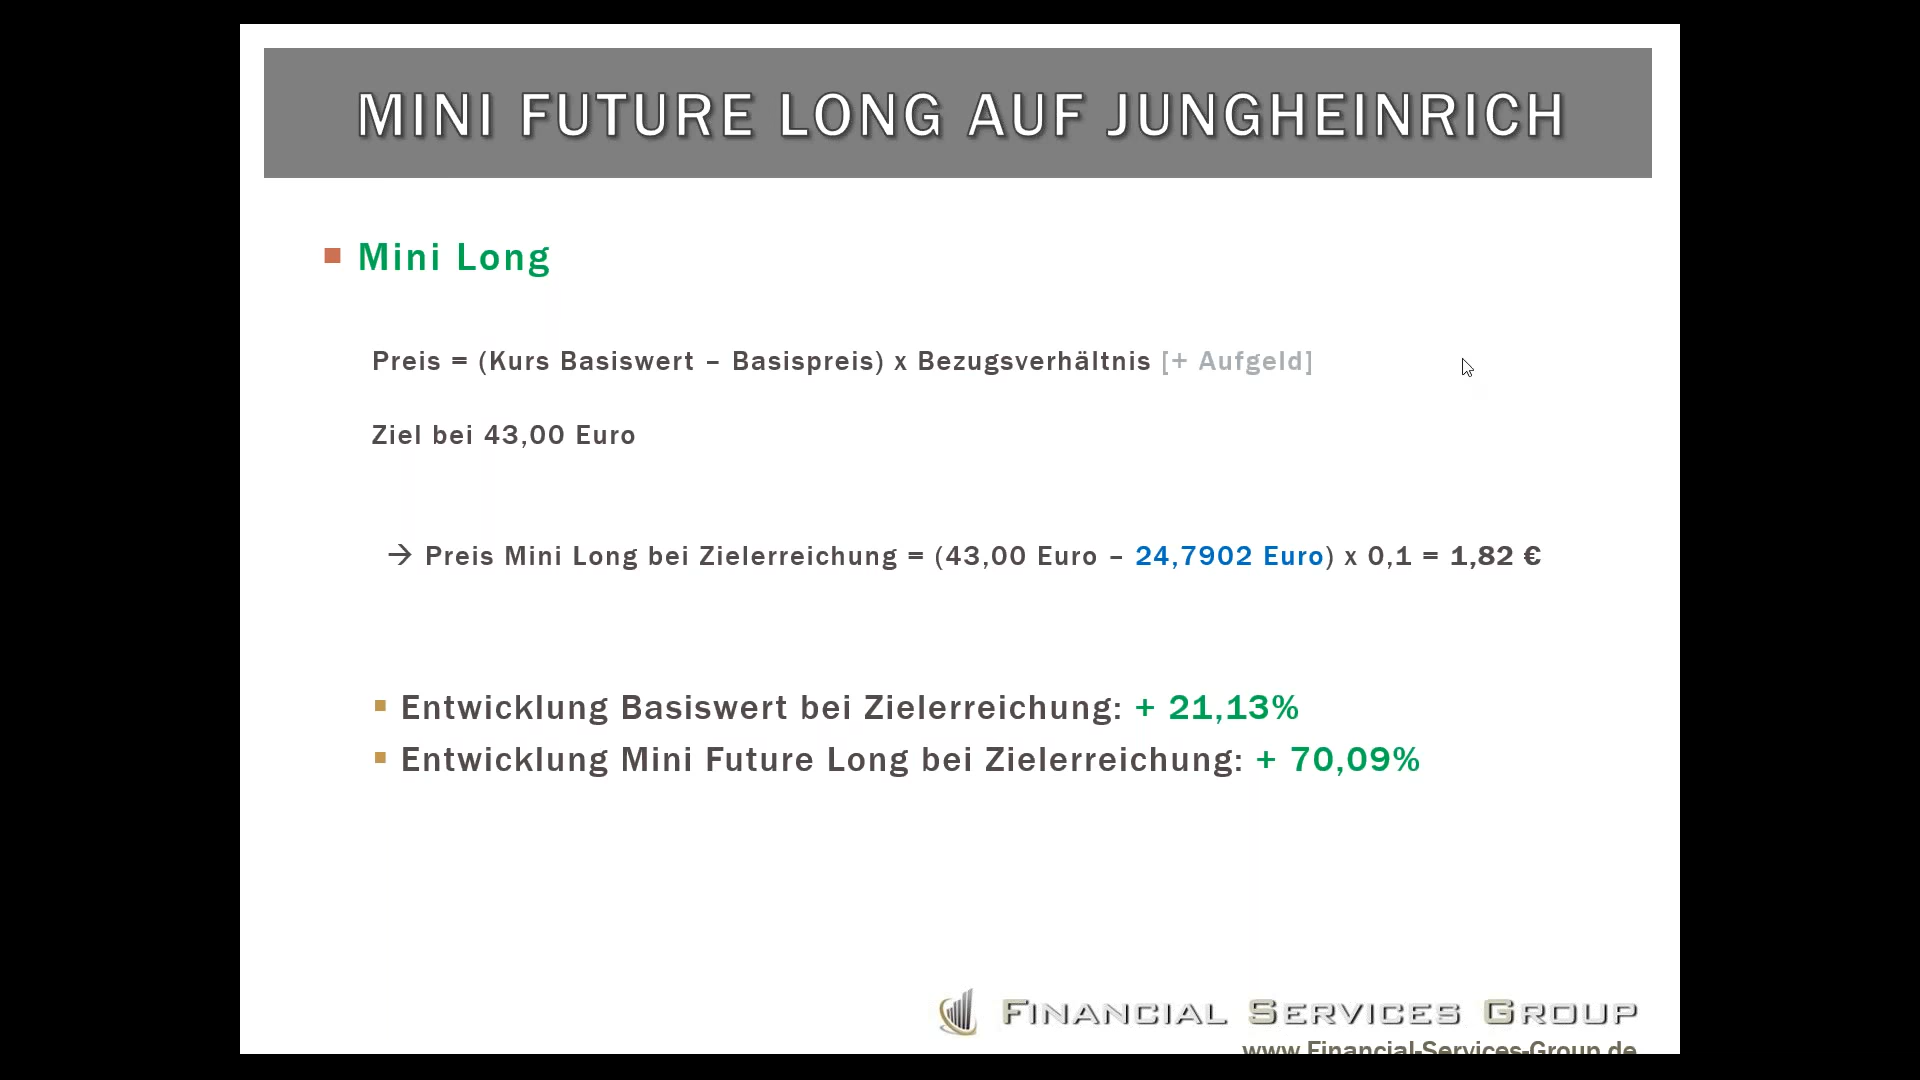 MINI FUTURE LONG AUF JUNGHEINRICH
Mini Long
Preis = (Kurs Basiswert – Basispreis) x Bezugsverhältnis [+ Aufgeld]
Ziel bei 43,00 Euro
→ Preis Mini Long bei Zielerreichung = (43,00 Euro – 24,7902 Euro) x 0,1 = 1,82 €
Entwicklung Basiswert bei Zielerreichung: + 21,13%
Entwicklung Mini Future Long bei Zielerreichung: + 70,09%
FINANCIAL SERVICES GROUP
www.Financial-Services-Group.de